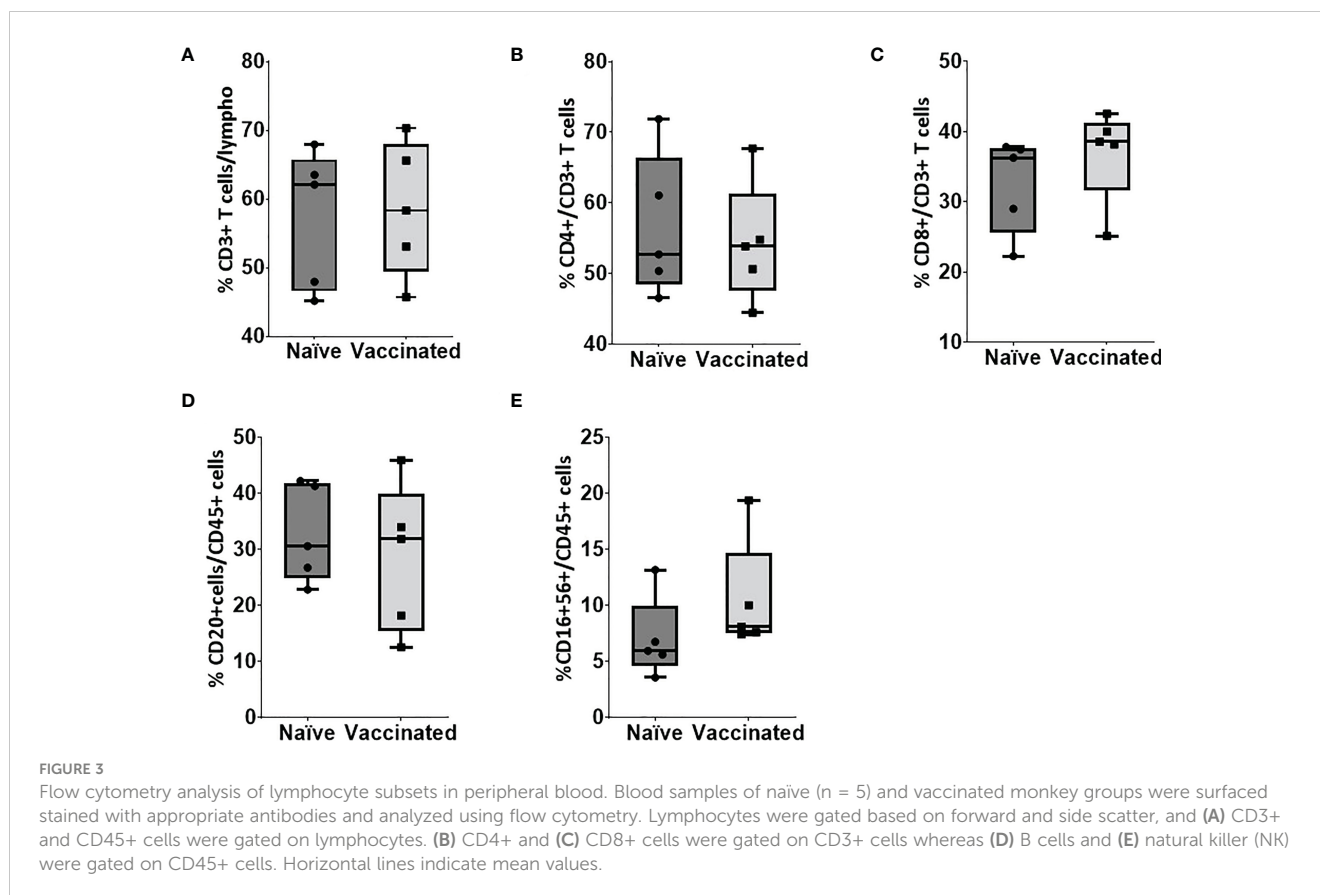 A
80
70
60
50
40
% CD3+ T cells/lympho
Naïve Vaccinated
B
80
70
60
50
40
% CD4+/CD3+ T cells
Naïve Vaccinated
C
50
40
30
20
10
% CD8+/CD3+ T cells
Naïve Vaccinated
D
50
40
30
20
10
0
% CD20+cells/CD45+ cells
Naïve Vaccinated
E
25
20
15
10
5
0
%CD16+56+/CD45+ cells
Naïve Vaccinated
FIGURE 3
Flow cytometry analysis of lymphocyte subsets in peripheral blood. Blood samples of naïve (n = 5) and vaccinated monkey groups were surfaced
stained with appropriate antibodies and analyzed using flow cytometry. Lymphocytes were gated based on forward and side scatter, and (A) CD3+
and CD45+ cells were gated on lymphocytes. (B) CD4+ and (C) CD8+ cells were gated on CD3+ cells whereas (D) B cells and (E) natural killer (NK)
were gated on CD45+ cells. Horizontal lines indicate mean values.